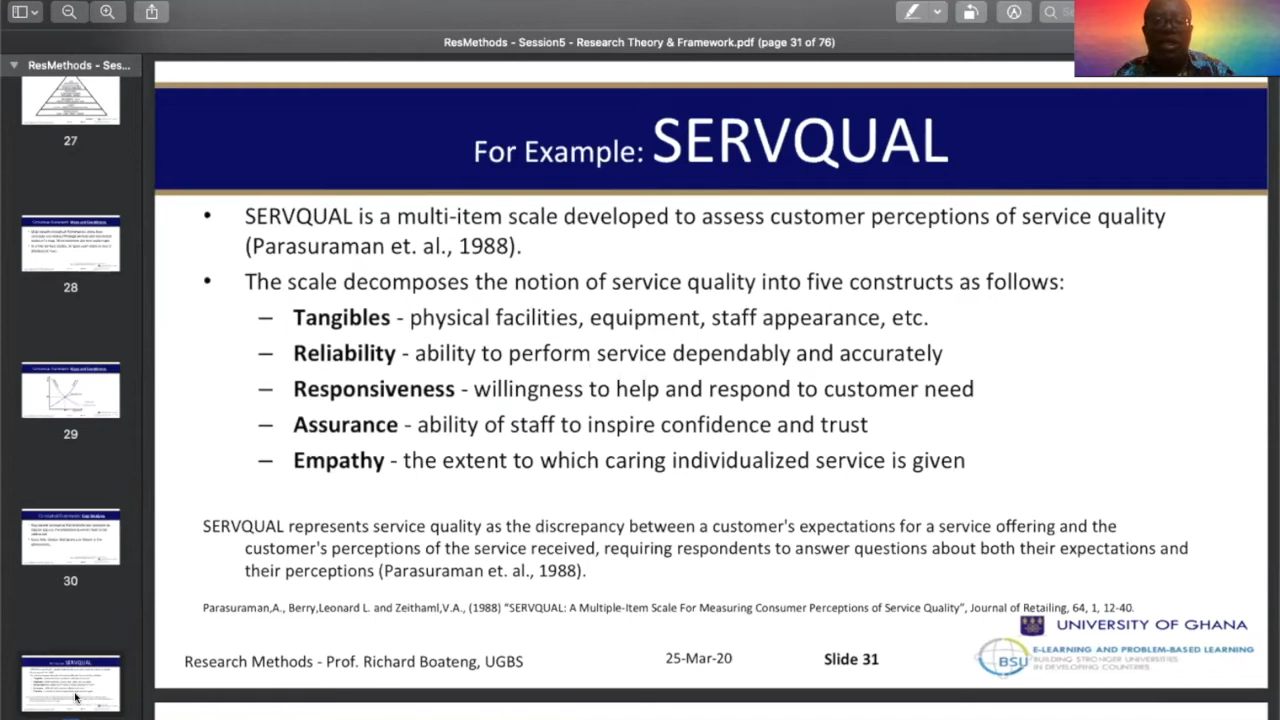 ResMethods - Session5 - Research Theory & Framework.pdf (page 31 of 76)
ResMethods - Ses...
27
28
29
30
For Example: SERVQUAL
• SERVQUAL is a multi-item scale developed to assess customer perceptions of service quality
(Parasuraman et. al., 1988).
• The scale decomposes the notion of service quality into five constructs as follows:
– Tangibles - physical facilities, equipment, staff appearance, etc.
– Reliability - ability to perform service dependably and accurately
– Responsiveness - willingness to help and respond to customer need
– Assurance - ability of staff to inspire confidence and trust
– Empathy - the extent to which caring individualized service is given
SERVQUAL represents service quality as the discrepancy between a customer's expectations for a service offering and the
customer's perceptions of the service received, requiring respondents to answer questions about both their expectations and
their perceptions (Parasuraman et. al., 1988).
Parasuraman,A., Berry,Leonard L. and Zeithaml,V.A., (1988) “SERVQUAL: A Multiple-Item Scale For Measuring Consumer Perceptions of Service Quality”, Journal of Retailing, 64, 1, 12-40.
UNIVERSITY OF GHANA
BSU
E-LEARNING AND PROBLEM-BASED LEARNING
BUILDING STRONGER UNIVERSITIES
IN DEVELOPING COUNTRIES
Research Methods - Prof. Richard Boateng, UGBS
25-Mar-20
Slide 31